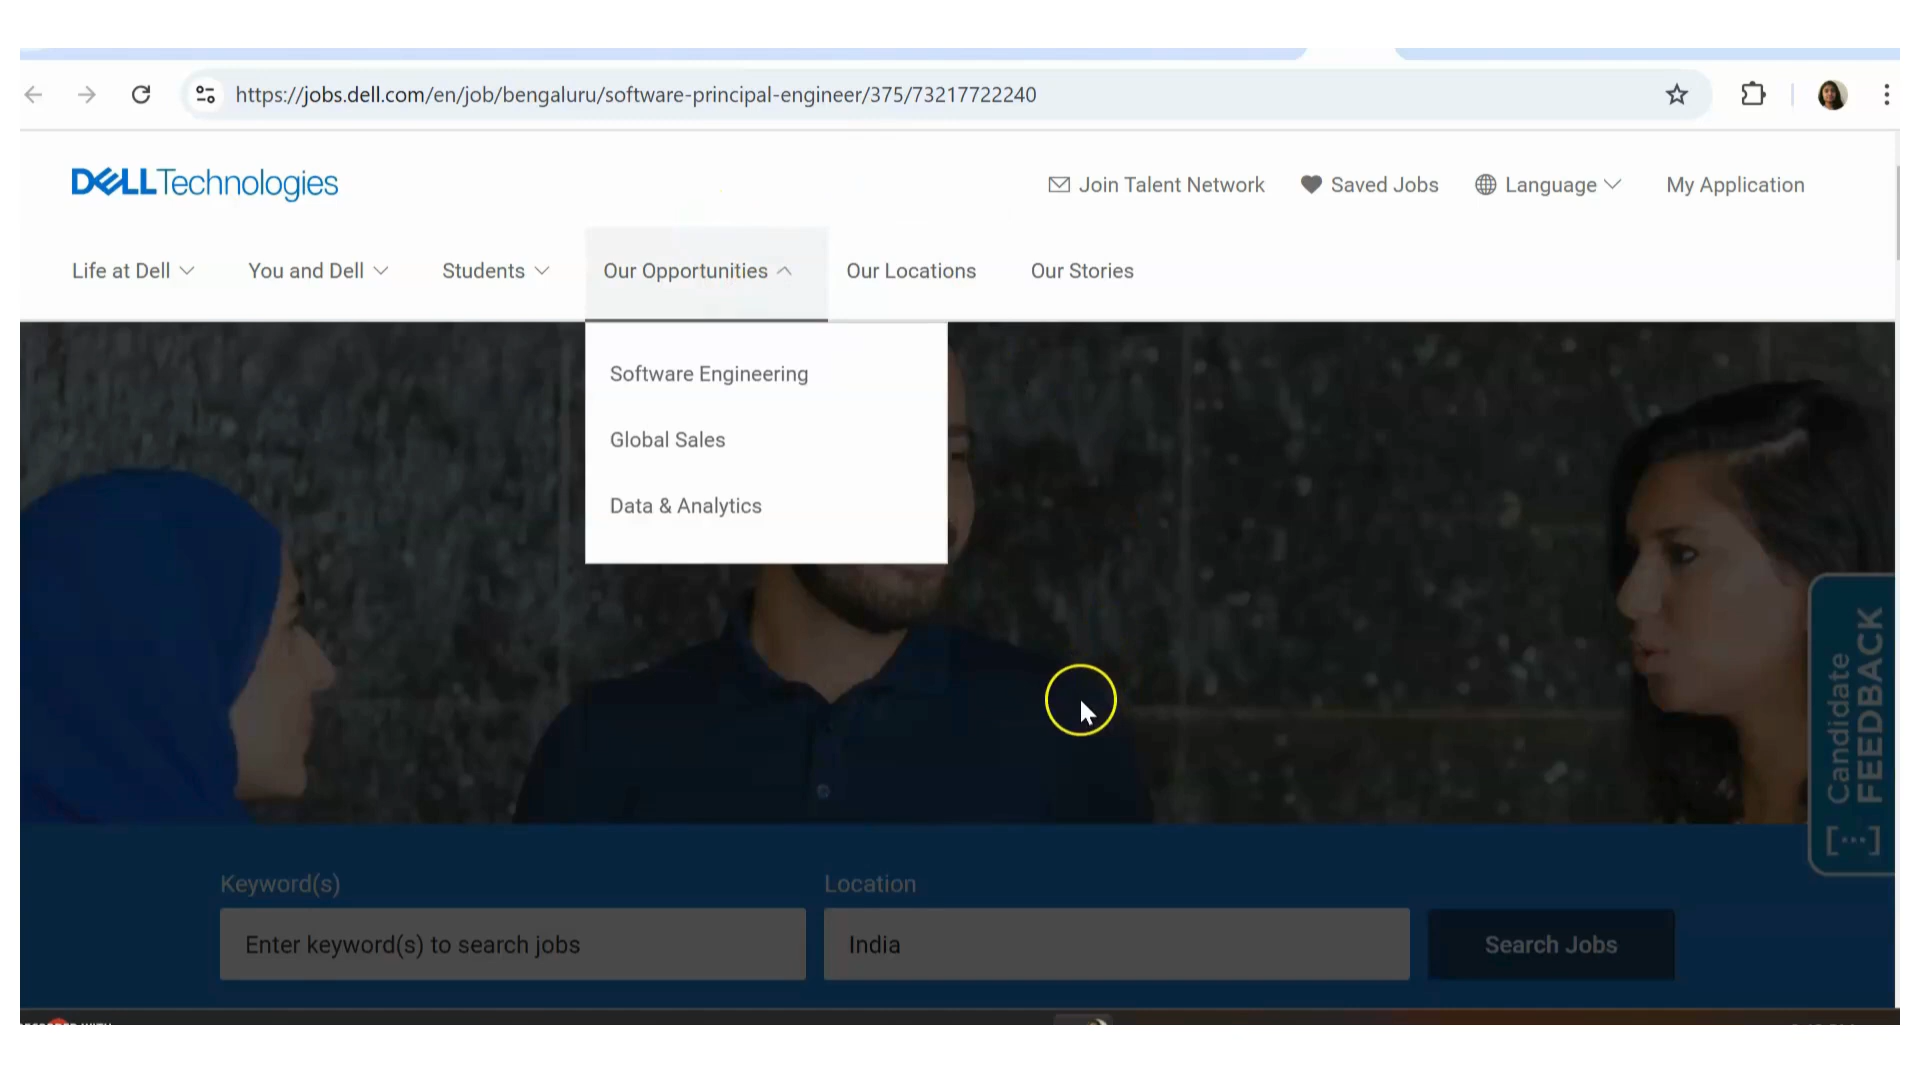 https://jobs.dell.com/en/job/bengaluru/software-principal-engineer/375/73217722240
DELL Technologies
Join Talent Network
Saved Jobs
Language
My Application
Life at Dell
You and Dell
Students
Our Opportunities
Our Locations
Our Stories
Software Engineering
Global Sales
Data & Analytics
Candidate
FEEDBACK
Keyword(s)
Location
Enter keyword(s) to search jobs
India
Search Jobs